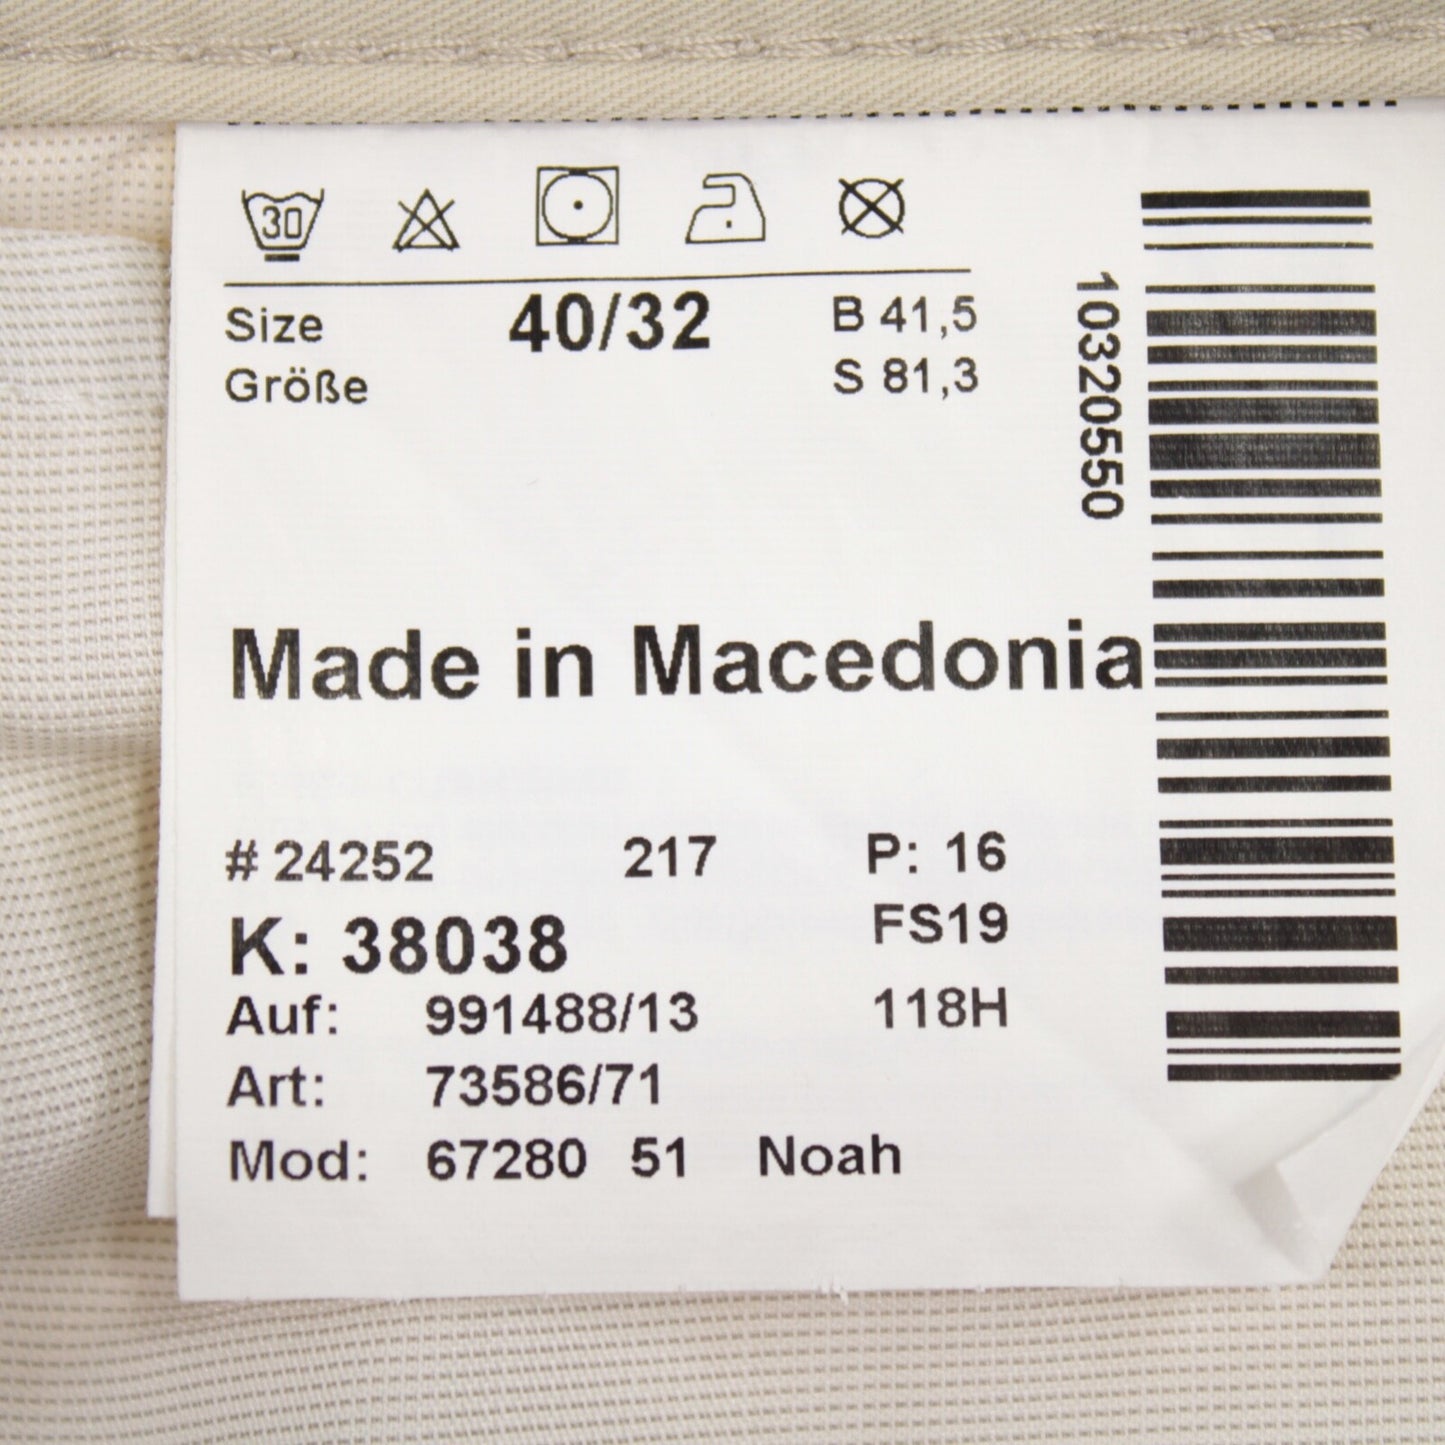 30
Size 40/32 B 41,5
Größe S 81,3
10320550
Made in Macedonia
# 24252 217 P: 16
K: 38038 FS19
Auf: 991488/13 118H
Art: 73586/71
Mod: 67280 51 Noah